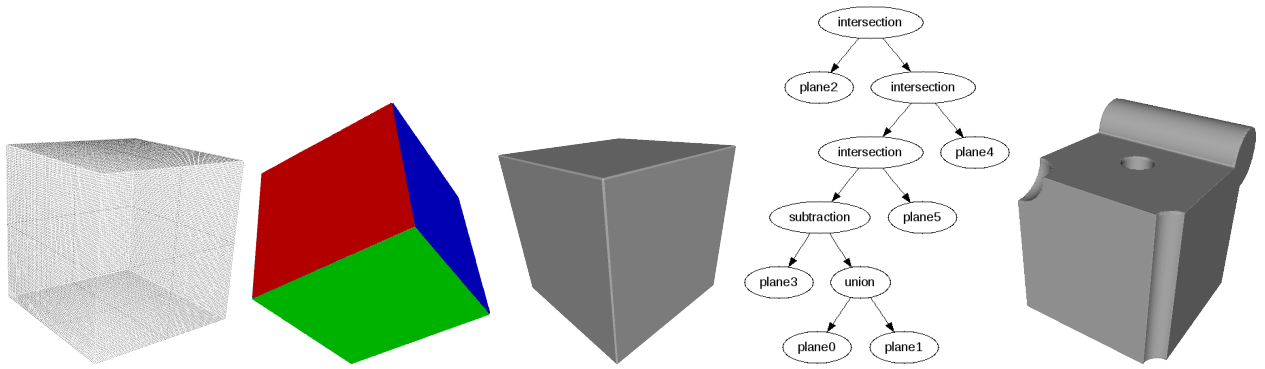 intersection
plane2
intersection
intersection
plane4
subtraction
plane5
plane3
union
plane0
plane1